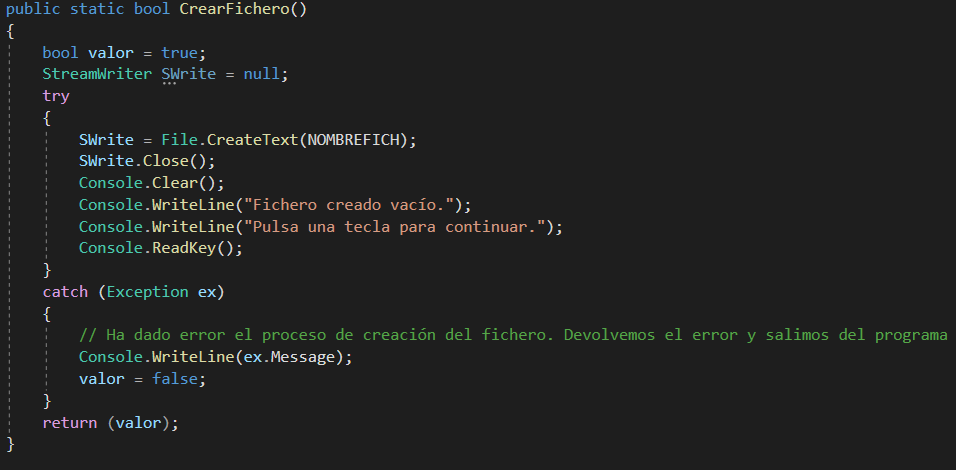 public static bool CrearFichero()
{
    bool valor = true;
    StreamWriter SWrite = null;
    try
    {
        SWrite = File.CreateText(NOMBREFICH);
        SWrite.Close();
        Console.Clear();
        Console.WriteLine("Fichero creado vacío.");
        Console.WriteLine("Pulsa una tecla para continuar.");
        Console.ReadKey();
    }
    catch (Exception ex)
    {
        // Ha dado error el proceso de creación del fichero. Devolvemos el error y salimos del programa
        Console.WriteLine(ex.Message);
        valor = false;
    }
    return (valor);
}